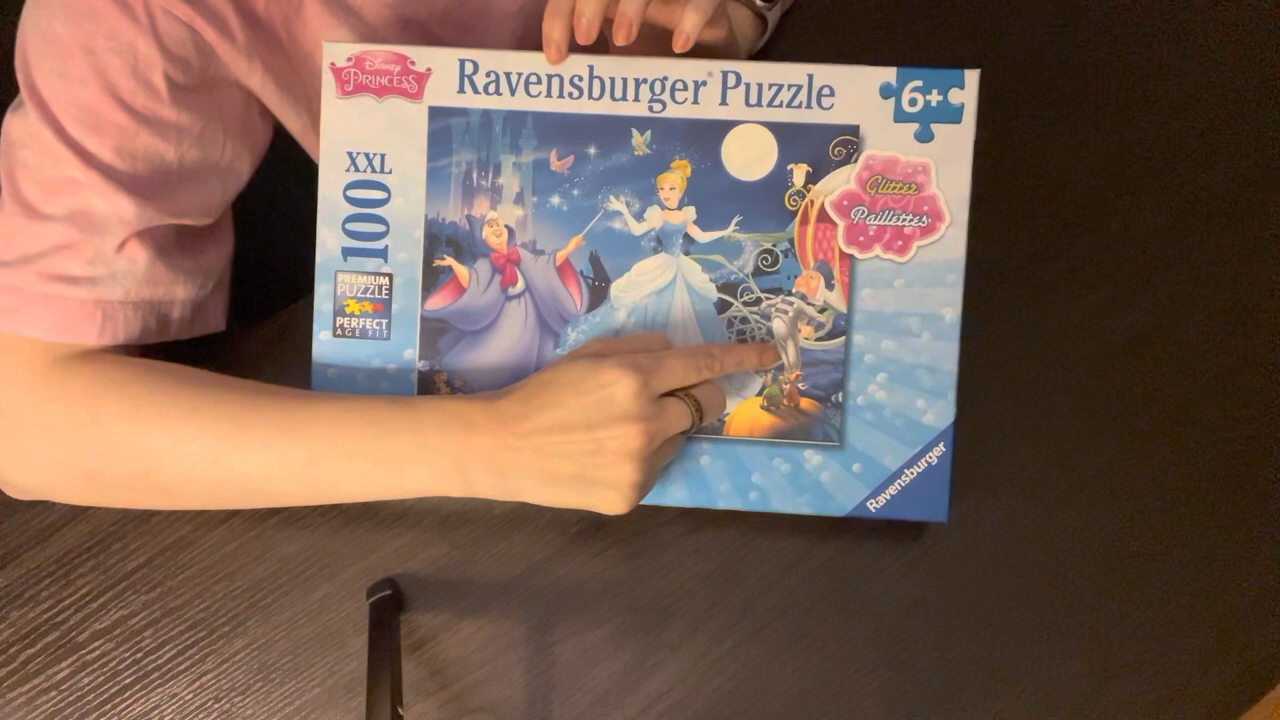 Disney
PRINCESS
Ravensburger® Puzzle
6+
XXL
100
Glitter
Paillettes
PREMIUM
PUZZLE
PERFECT
AGE FIT
Ravensburger